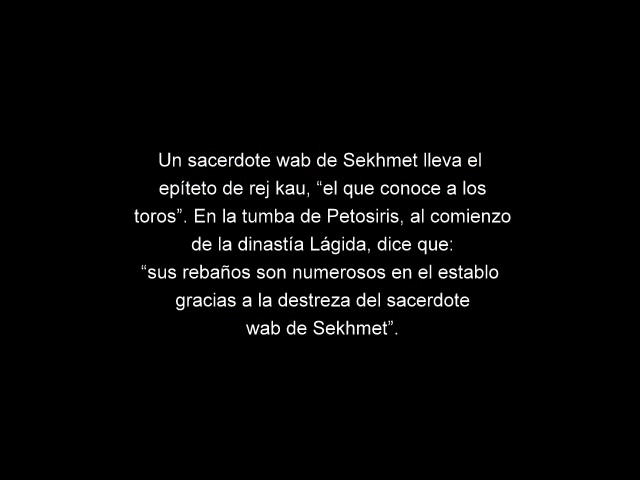 Un sacerdote wab de Sekhmet lleva el
epíteto de rej kau, “el que conoce a los
toros”. En la tumba de Petosiris, al comienzo
de la dinastía Lágida, dice que:
“sus rebaños son numerosos en el establo
gracias a la destreza del sacerdote
wab de Sekhmet”.